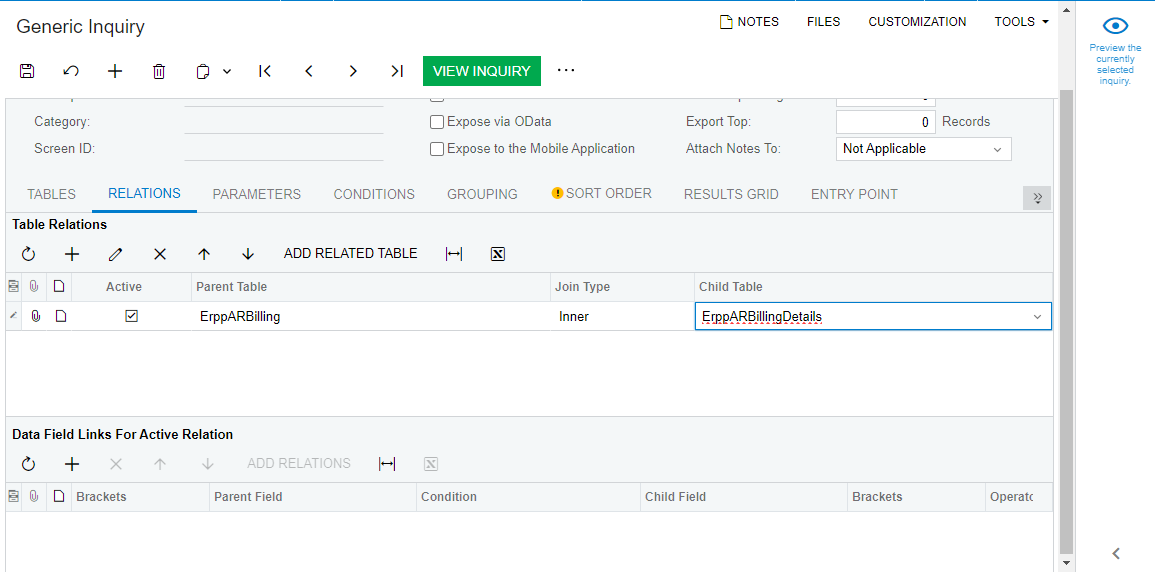 Generic Inquiry
NOTES FILES CUSTOMIZATION TOOLS
VIEW INQUIRY
Preview the
currently
selected
inquiry.
Category: Expose via OData Export Top: 0 Records
Screen ID: Expose to the Mobile Application Attach Notes To: Not Applicable
TABLES RELATIONS PARAMETERS CONDITIONS GROUPING SORT ORDER RESULTS GRID ENTRY POINT
Table Relations
ADD RELATED TABLE
Active Parent Table Join Type Child Table
ErppARBilling Inner ErppARBillingDetails
Data Field Links For Active Relation
ADD RELATIONS
Brackets Parent Field Condition Child Field Brackets Operatc